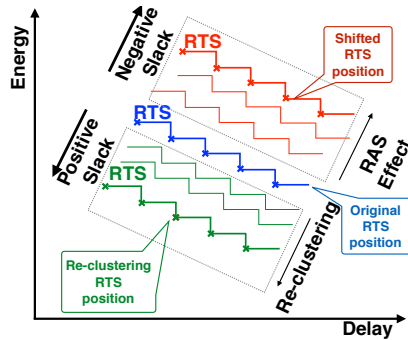 Energy
Negative
Slack
RTS
Shifted
RTS
position
RTS
Positive
Slack
RTS
RAS
Effect
Original
RTS
position
Re-clustering
RTS
position
Re-clustering
Delay